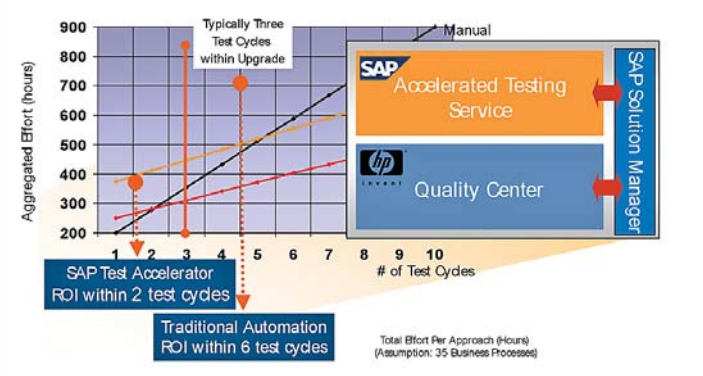 Aggregated Effort (hours)
900
800
700
600
500
400
300
200
Typically Three
Test Cycles
within Upgrade
Manual
SAP
Accelerated Testing
Service
hp
invent
Quality Center
SAP Solution Manager
1 2 3 4 5 6 7 8 9 10
# of Test Cycles
SAP Test Accelerator
ROI within 2 test cycles
Traditional Automation
ROI within 6 test cycles
Total Effort Per Approach (Hours)
(Assumption: 35 Business Processes)